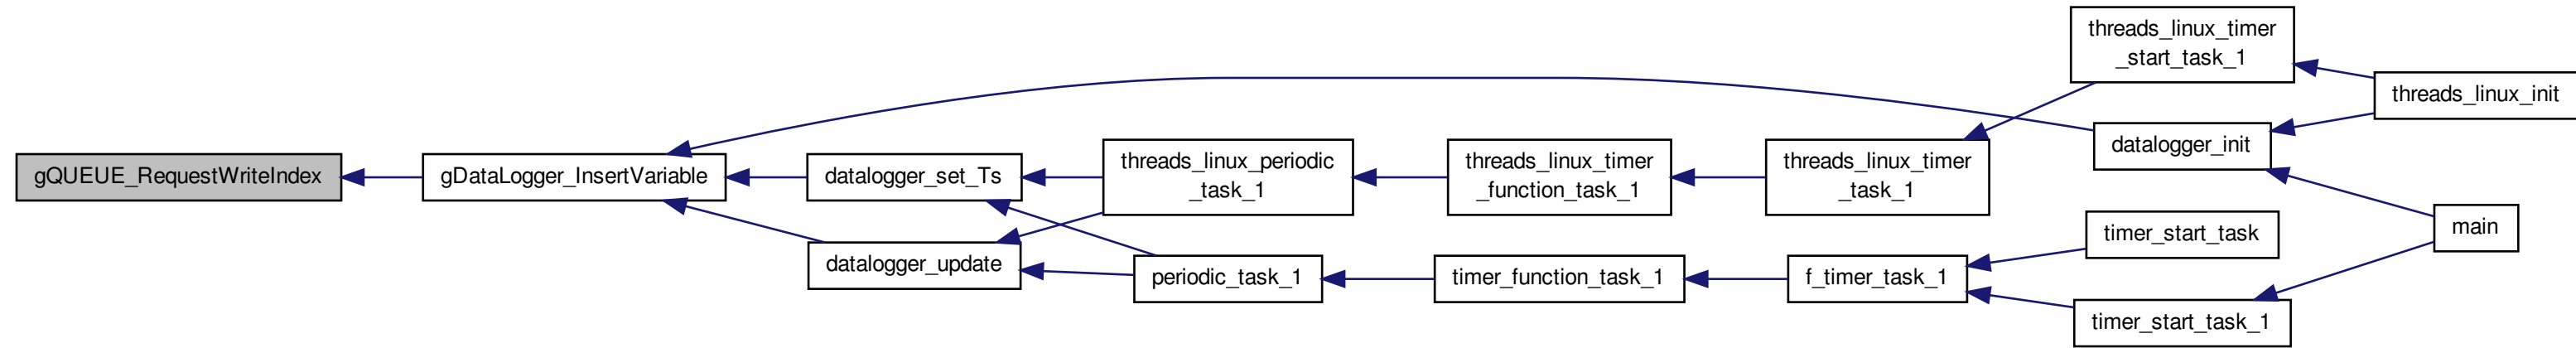 gQUEUE_RequestWriteIndex
gDataLogger_InsertVariable
datalogger_set_Ts
datalogger_update
threads_linux_periodic
_task_1
periodic_task_1
threads_linux_timer
_function_task_1
timer_function_task_1
threads_linux_timer
_task_1
f_timer_task_1
threads_linux_timer
_start_task_1
datalogger_init
timer_start_task
timer_start_task_1
threads_linux_init
main